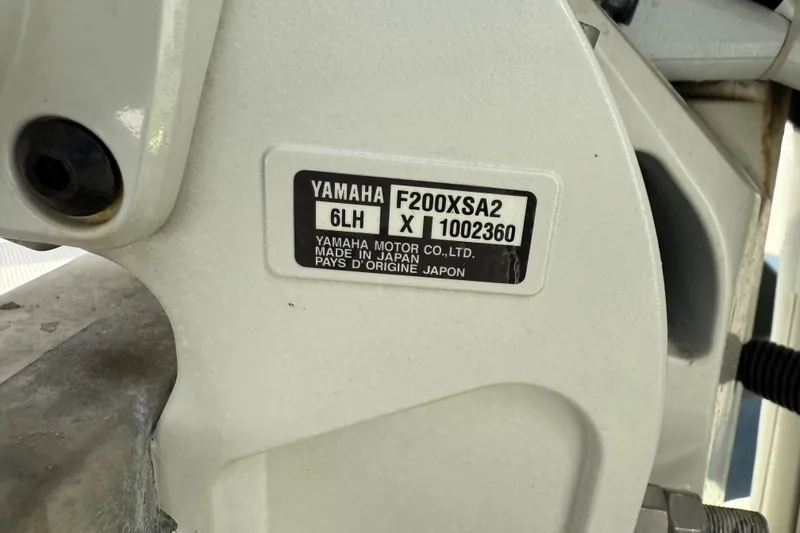 YAMAHA F200XSA2
6LH X 1002360
YAMAHA MOTOR CO.,LTD.
MADE IN JAPAN
PAYS D'ORIGINE JAPON